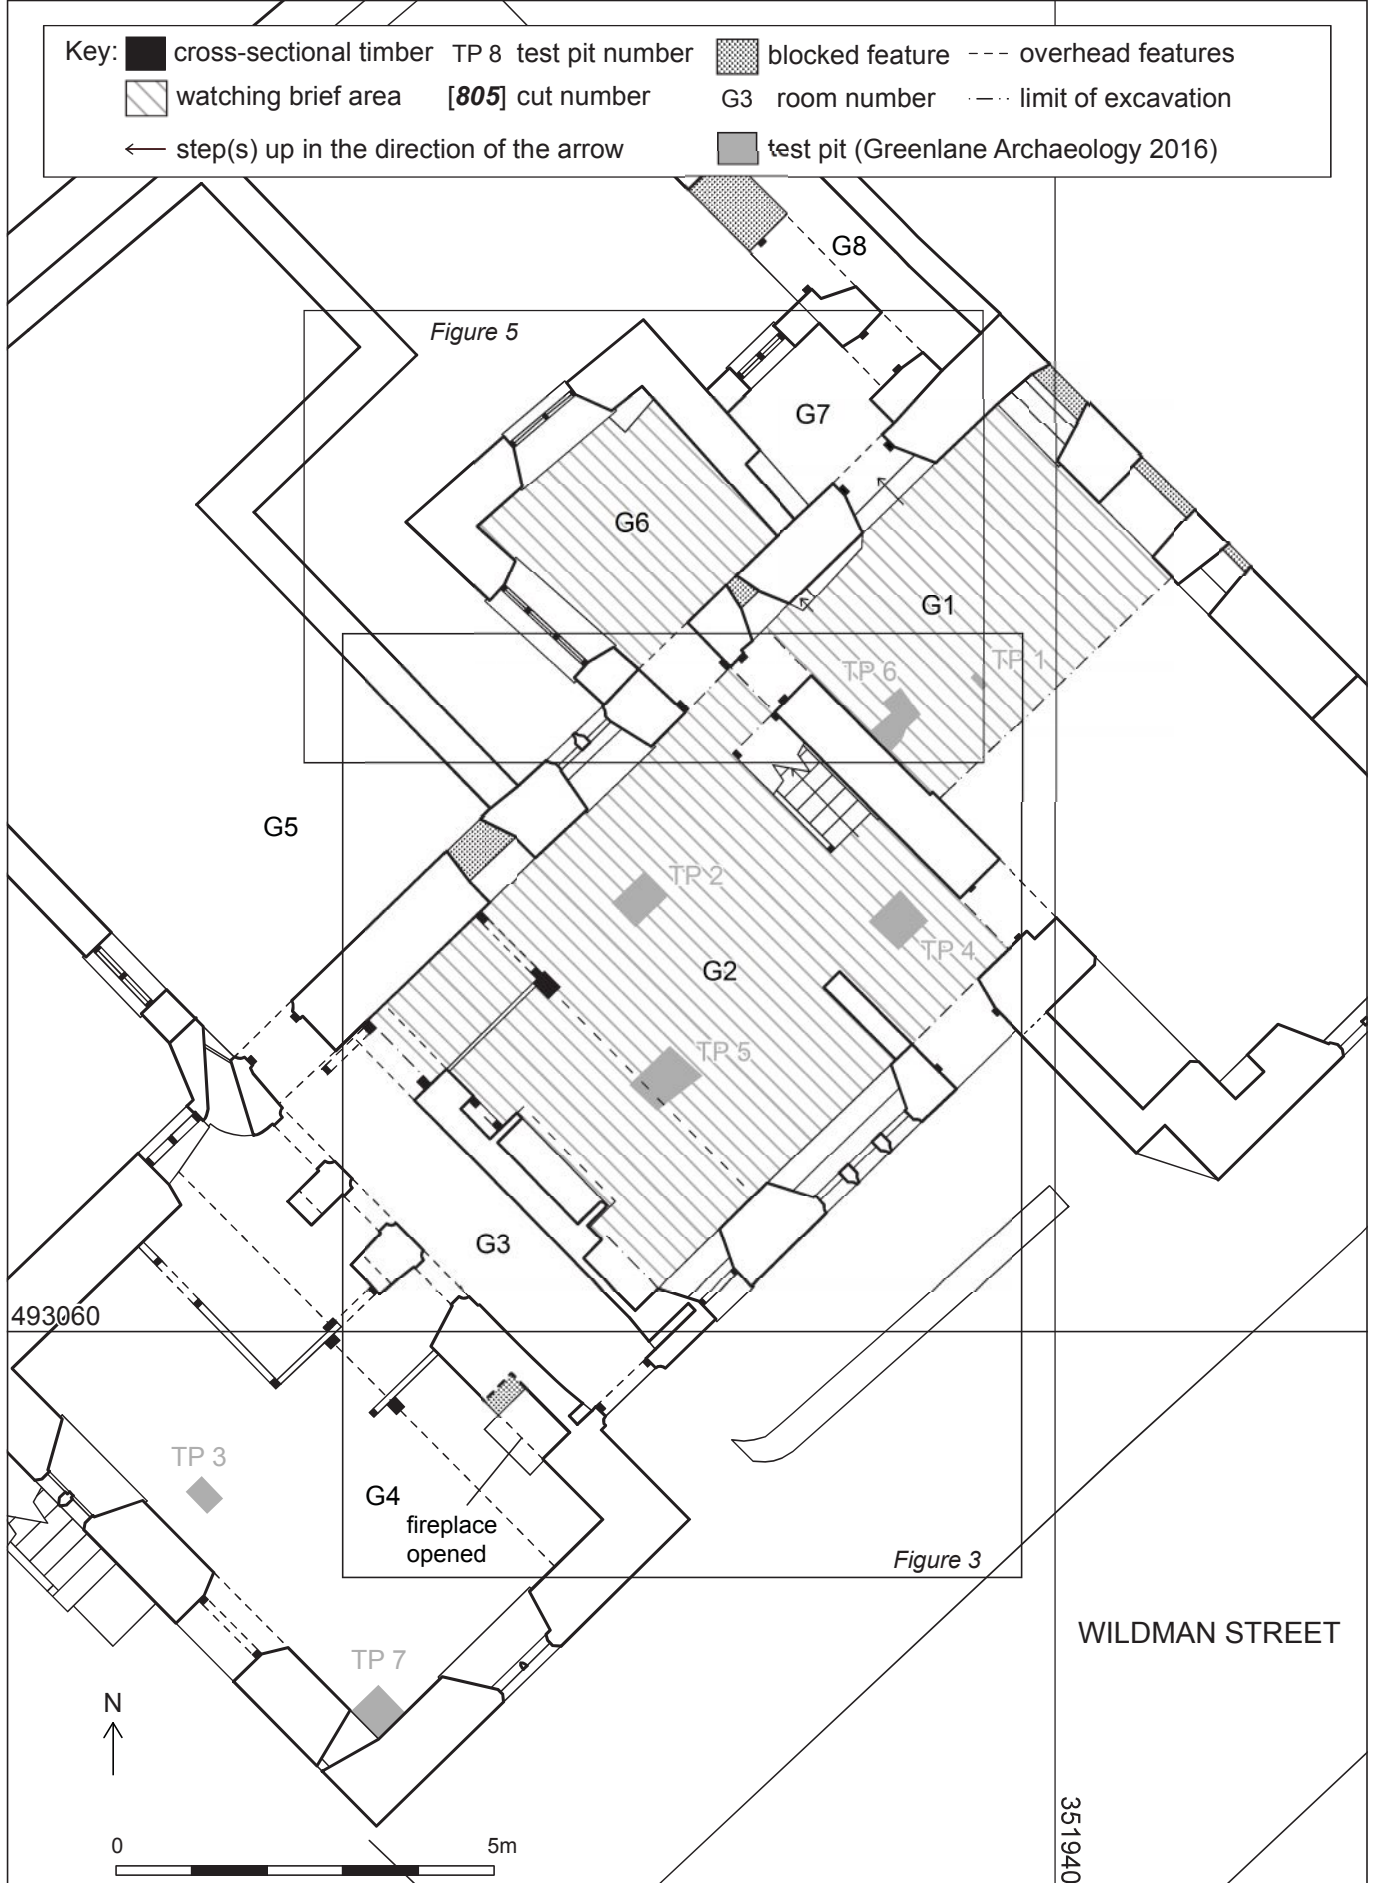 Key: cross-sectional timber TP 8 test pit number blocked feature overhead features
watching brief area [805] cut number G3 room number limit of excavation
step(s) up in the direction of the arrow test pit (Greenlane Archaeology 2016)
G8
Figure 5
G7
G6
G1
TP 1
TP 6
G5
TP 2
TP 4
G2
TP 5
G3
493060
TP 3
G4
fireplace
opened
Figure 3
WILDMAN STREET
TP 7
N
351940
0 5m